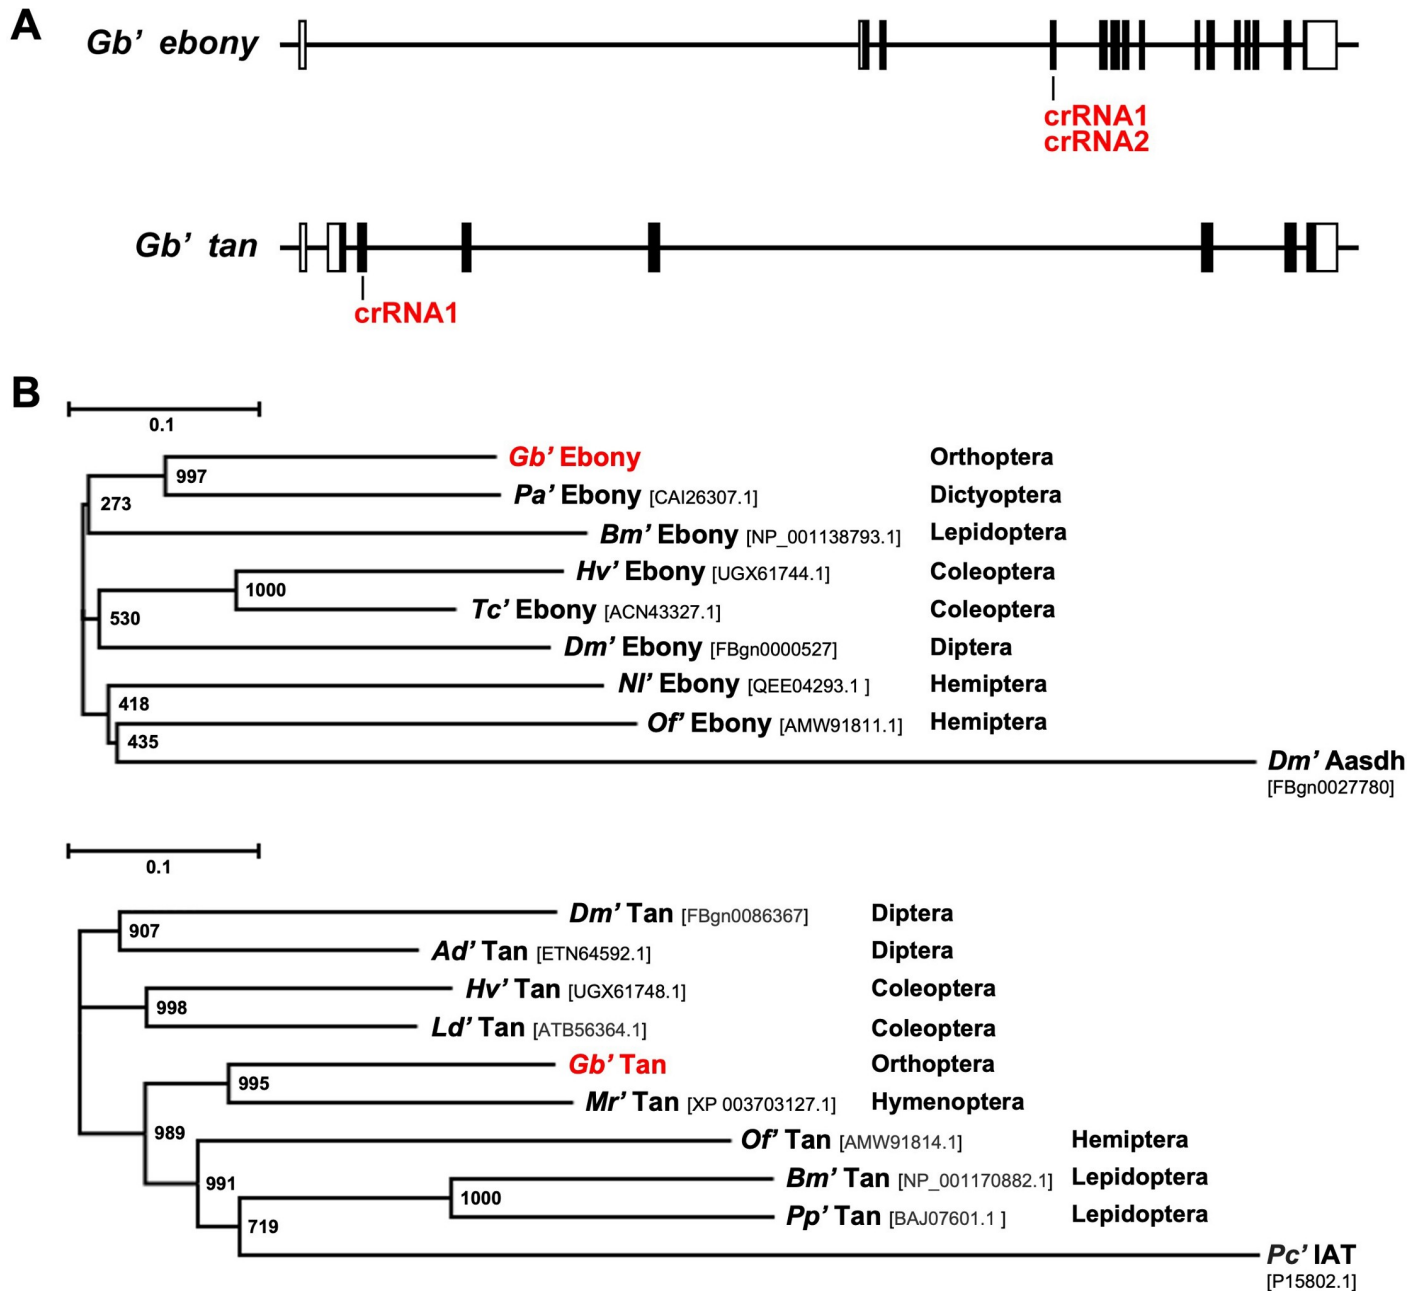 A
Gb’ ebony
crRNA1
crRNA2
Gb’ tan
crRNA1
B
0.1
Gb’ Ebony Orthoptera
997
Pa’ Ebony [CAI26307.1] Dictyoptera
273
Bm’ Ebony [NP_001138793.1] Lepidoptera
Hv’ Ebony [UGX61744.1] Coleoptera
1000
Tc’ Ebony [ACN43327.1] Coleoptera
530
Dm’ Ebony [FBgn0000527] Diptera
Nl’ Ebony [QEE04293.1 ] Hemiptera
418
Of’ Ebony [AMW91811.1] Hemiptera
435
Dm’ Aasdh
[FBgn0027780]
0.1
Dm’ Tan [FBgn0086367] Diptera
907
Ad’ Tan [ETN64592.1] Diptera
Hv’ Tan [UGX61748.1] Coleoptera
998
Ld’ Tan [ATB56364.1] Coleoptera
Gb’ Tan Orthoptera
995
Mr’ Tan [XP 003703127.1] Hymenoptera
989
Of’ Tan [AMW91814.1] Hemiptera
991
Bm’ Tan [NP_001170882.1] Lepidoptera
1000
Pp’ Tan [BAJ07601.1 ] Lepidoptera
719
Pc’ IAT
[P15802.1]